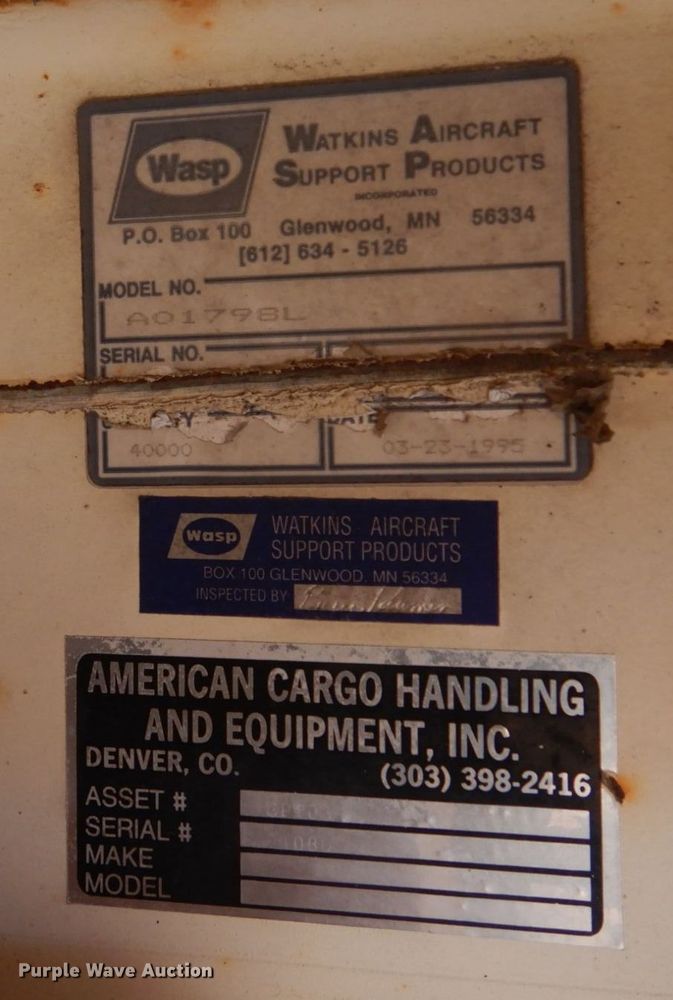 Wasp
WATKINS AIRCRAFT
SUPPORT PRODUCTS
INCORPORATED
P.O. Box 100 Glenwood, MN 56334
[612] 634 - 5126
MODEL NO.
A01798L
SERIAL NO.
40000
03-23-1995
Wasp
WATKINS AIRCRAFT
SUPPORT PRODUCTS
BOX 100 GLENWOOD, MN 56334
INSPECTED BY
AMERICAN CARGO HANDLING
AND EQUIPMENT, INC.
DENVER, CO. (303) 398-2416
ASSET #
SERIAL #
MAKE
MODEL
Purple Wave Auction